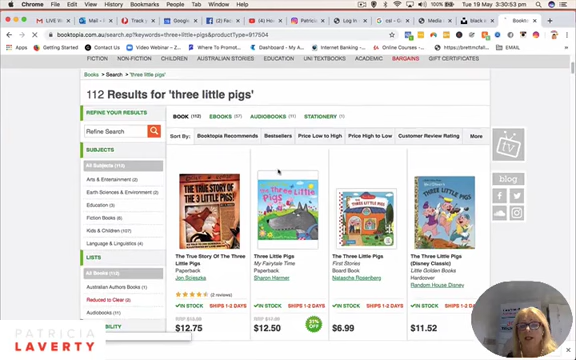 Chrome File Edit View History Bookmarks People Tab Window Help
100%
Tue 19 May 3:30:53 pm
booktopia.com.au/search.ep?keywords=three+little+pigs&productType=917504
Apps Getting Started Video Webinar - Z... Where To Promot... Dashboard - My A... Internet Banking -... Online Courses -... EMAIL
FICTION NON FICTION CHILDREN AUSTRALIAN STORIES EDUCATION UNI TEXTBOOKS ACADEMIC BARGAINS GIFT CERTIFICATES
Books > Search > 'three little pigs'
112 Results for 'three little pigs'
REFINE YOUR RESULTS
BOOK (112) EBOOKS (57) AUDIOBOOKS (11) STATIONERY (1)
Refine Search
Sort By: Booktopia Recommends Bestsellers Price Low to High Price High to Low Customer Review Rating More
SUBJECTS
All Subjects (112)
Arts & Entertainment (2)
Earth Sciences & Environment (2)
Education (3)
Fiction Books (6)
Kids & Children (107)
Language & Linguistics (4)
LISTS
All Books (112)
Australian Authors Books (1)
Reduced to Clear (2)
Audiobooks (11)
tv
blog
The True Story Of The 3 Little Pigs
Paperback
Jon Scieszka
(2 reviews)
IN STOCK SHIPS 1-2 DAYS
$12.75
Three Little Pigs
My Fairytale Time
Paperback
Sharon Harmer
IN STOCK SHIPS 1-2 DAYS
$12.50
31% OFF
The Three Little Pigs
First Stories
Board Book
Natascha Rosenberg
IN STOCK SHIPS 1-2 DAYS
$6.99
The Three Little Pigs (Disney Classic)
Little Golden Books
Hardcover
Random House Disney
IN STOCK SHIPS 1-2 DAYS
$11.52
PATRICIA
LAVERTY